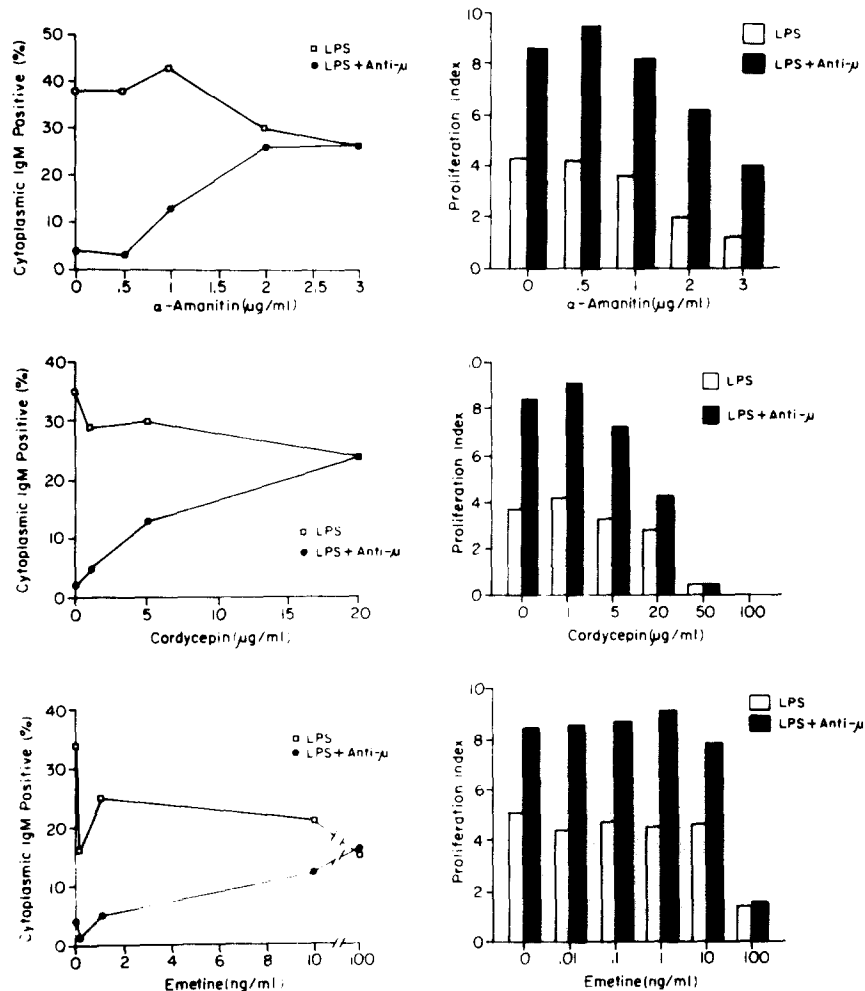 Cytoplasmic IgM Positive (%)
50
40
30
20
10
0
□ LPS
● LPS + Anti-μ
0 .5 1 1.5 2 2.5 3
α-Amanitin (μg/ml)
Proliferation Index
10
8
6
4
2
0
LPS
LPS + Anti-μ
0 .5 1 2 3
α-Amanitin (μg/ml)
Cytoplasmic IgM Positive (%)
40
30
20
10
0
□ LPS
● LPS + Anti-μ
0 5 10 15 20
Cordycepin (μg/ml)
Proliferation Index
10
8
6
4
2
0
LPS
LPS + Anti-μ
0 1 5 20 50 100
Cordycepin (μg/ml)
Cytoplasmic IgM Positive (%)
40
30
20
10
0
□ LPS
● LPS + Anti-μ
0 2 4 6 8 10 100
Emetine (ng/ml)
Proliferation Index
10
8
6
4
2
0
LPS
LPS + Anti-μ
0 .01 .1 1 10 100
Emetine (ng/ml)